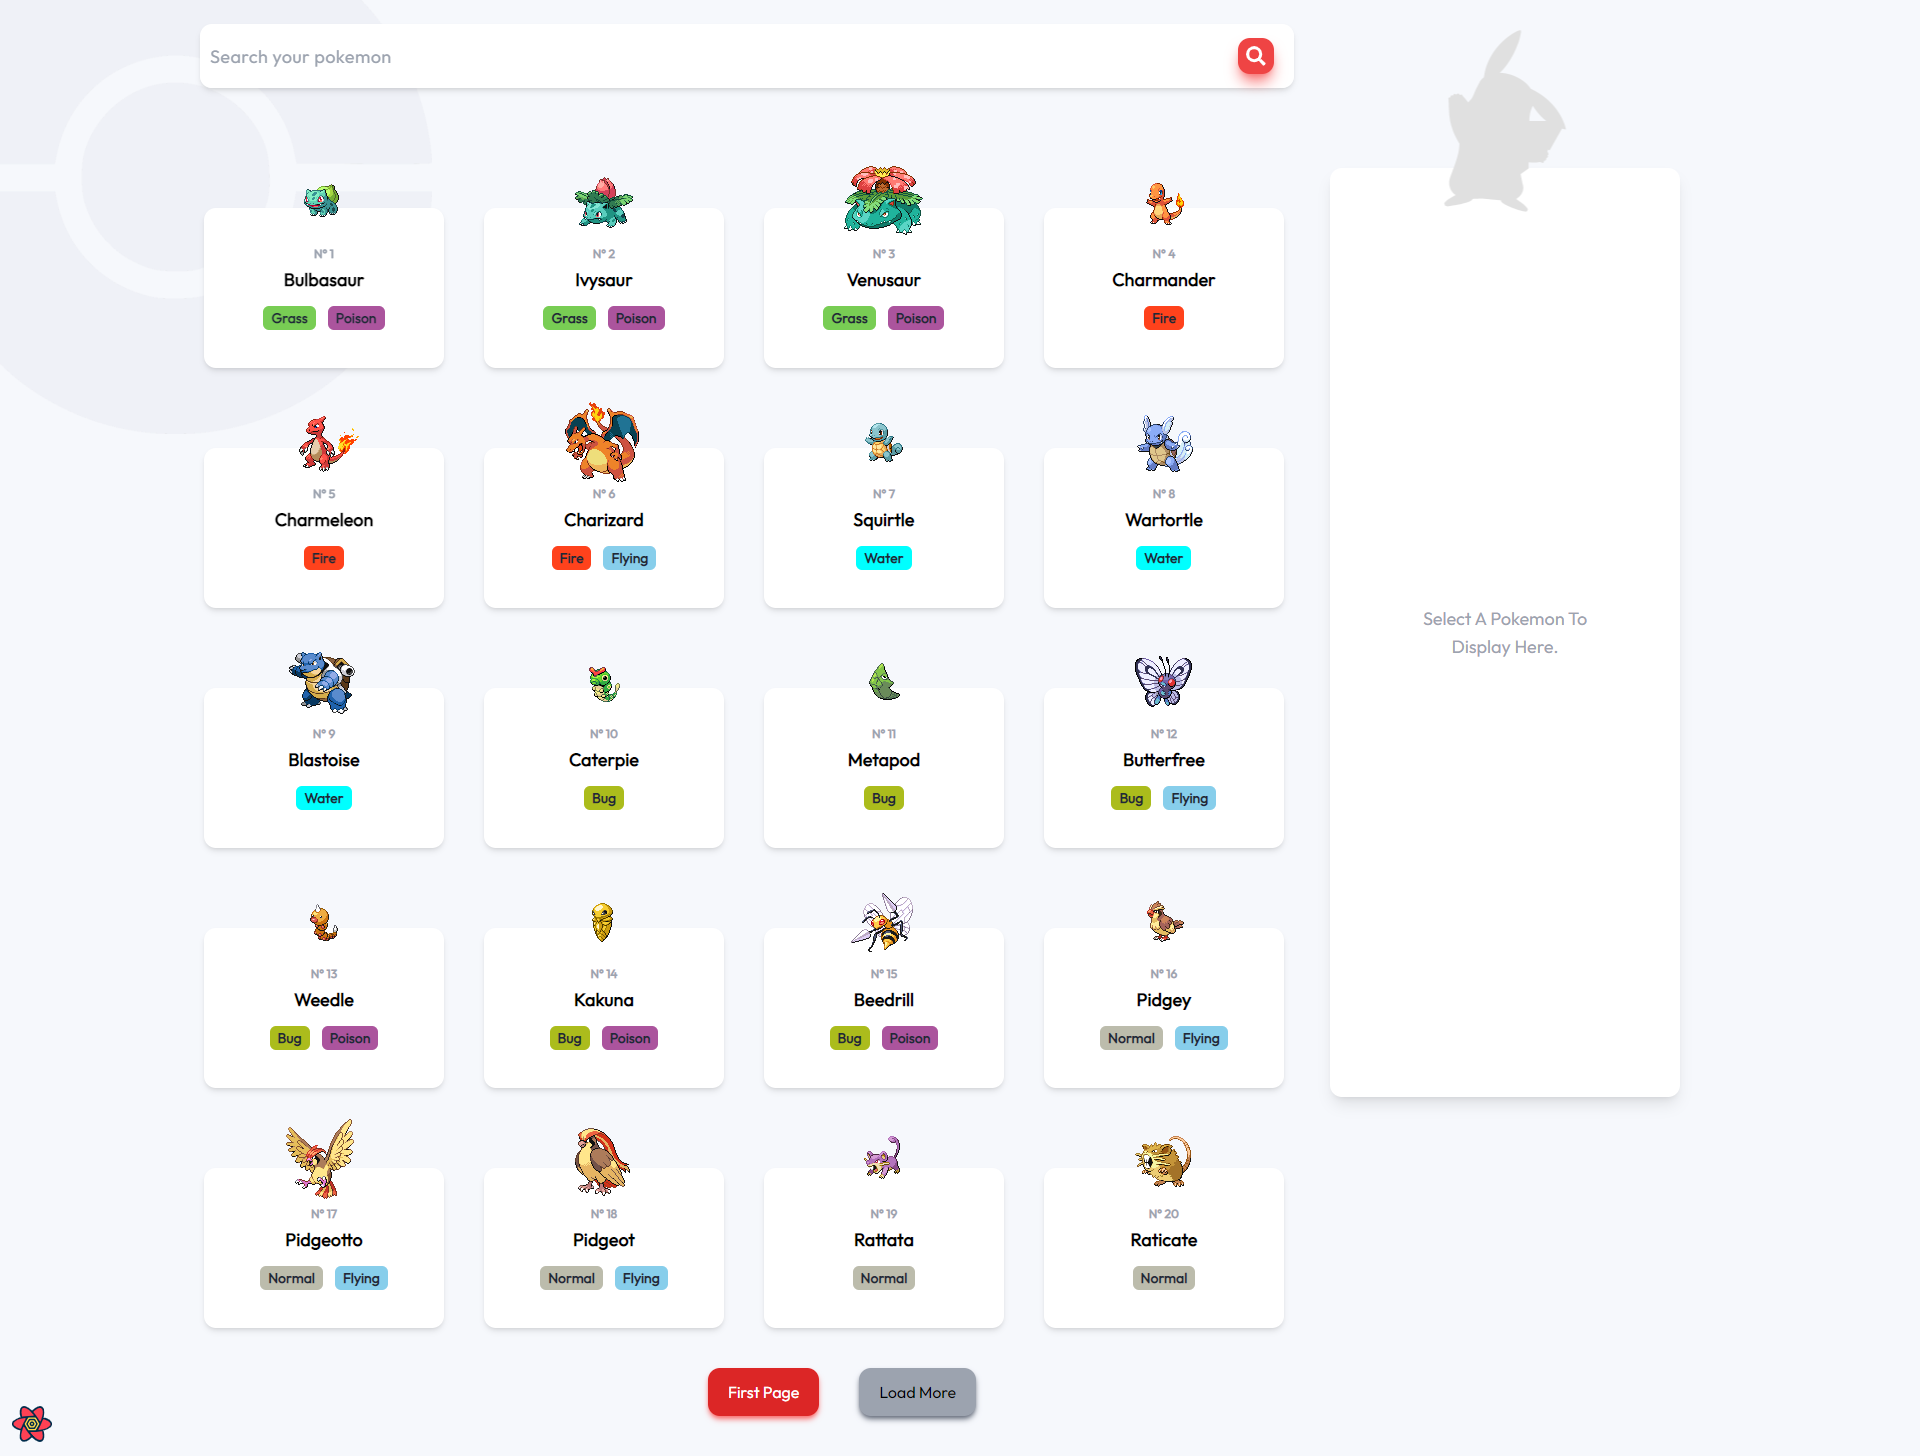 Search your pokemon
N° 1
Bulbasaur
Grass Poison
N° 2
Ivysaur
Grass Poison
N° 3
Venusaur
Grass Poison
N° 4
Charmander
Fire
N° 5
Charmeleon
Fire
N° 6
Charizard
Fire Flying
N° 7
Squirtle
Water
N° 8
Wartortle
Water
N° 9
Blastoise
Water
N° 10
Caterpie
Bug
N° 11
Metapod
Bug
N° 12
Butterfree
Bug Flying
N° 13
Weedle
Bug Poison
N° 14
Kakuna
Bug Poison
N° 15
Beedrill
Bug Poison
N° 16
Pidgey
Normal Flying
N° 17
Pidgeotto
Normal Flying
N° 18
Pidgeot
Normal Flying
N° 19
Rattata
Normal
N° 20
Raticate
Normal
First Page
Load More
Select A Pokemon To
Display Here.